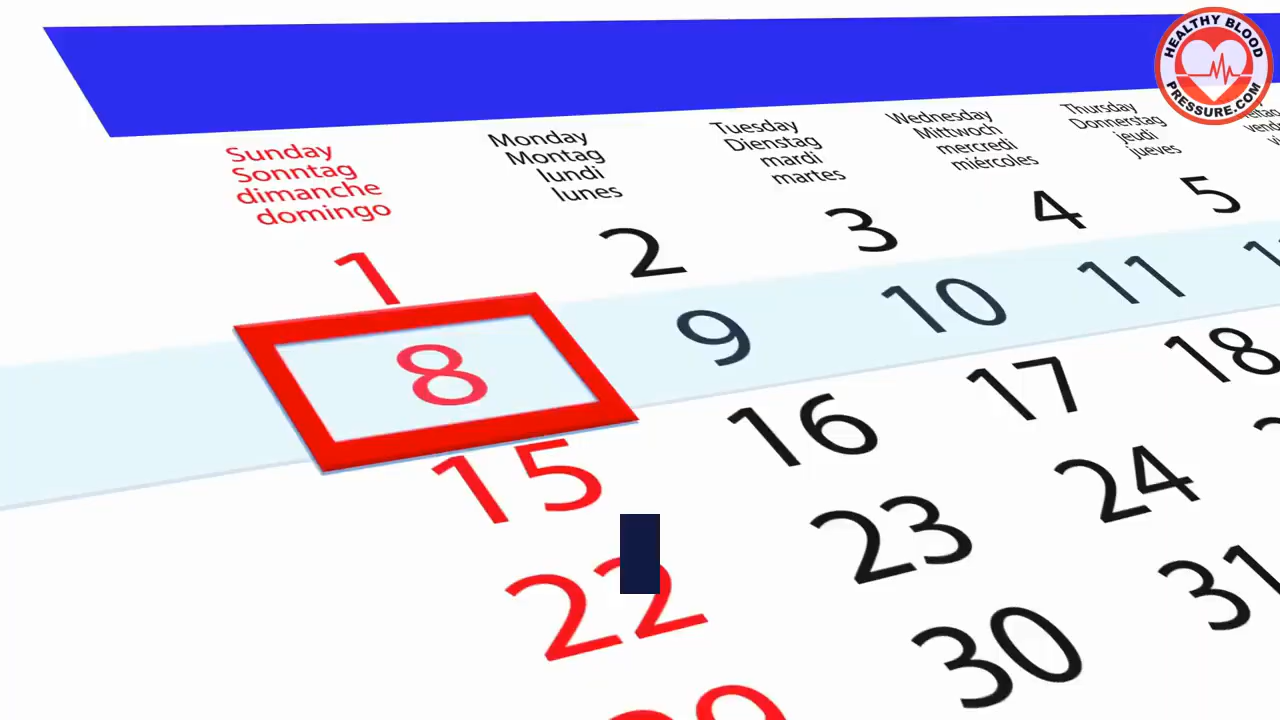 HEALTHY BLOOD
PRESSURE.COM
Sunday Monday Tuesday Wednesday Thursday
Sonntag Montag Dienstag Mittwoch Donnerstag
dimanche lundi mardi mercredi jeudi
domingo lunes martes miércoles jueves
1 2 3 4 5
8 9 10 11
15 16 17 18
22 23 24
30 31